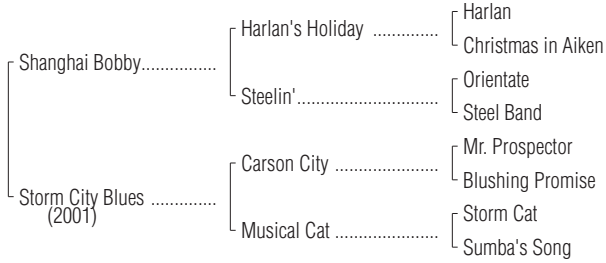 Harlan
Harlan's Holiday ..............
Christmas in Aiken
Shanghai Bobby................
Orientate
Steelin'..............................
Steel Band
Mr. Prospector
Carson City ......................
Blushing Promise
Storm City Blues ..............
(2001)
Storm Cat
Musical Cat ......................
Sumba's Song